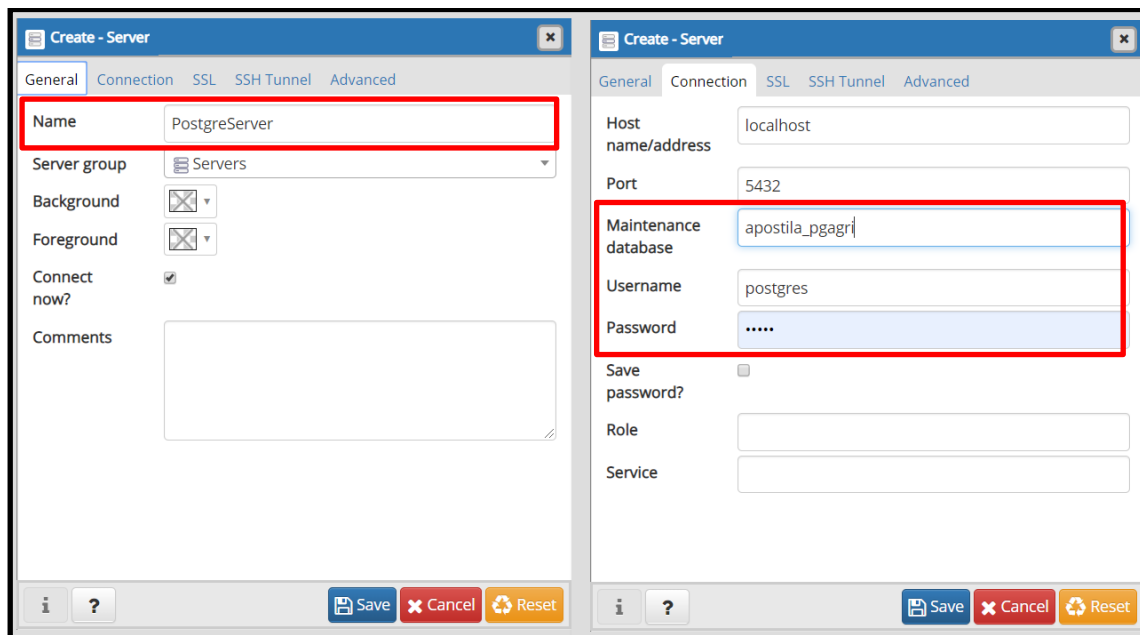 Create - Server
General Connection SSL SSH Tunnel Advanced
Name PostgreServer
Server group Servers
Background
Foreground
Connect
now?
Comments
i ? Save Cancel Reset
Create - Server
General Connection SSL SSH Tunnel Advanced
Host
name/address localhost
Port 5432
Maintenance
database apostila_pgagri
Username postgres
Password •••••
Save
password?
Role
Service
i ? Save Cancel Reset